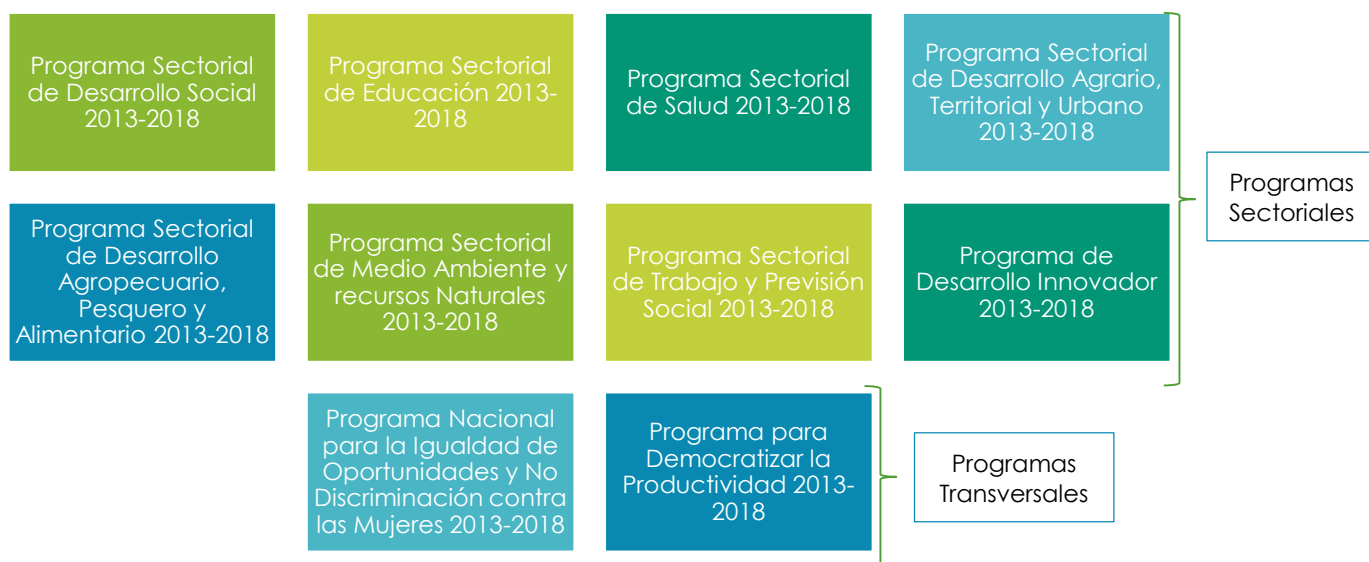 Programa Sectorial
de Desarrollo Social
2013-2018
Programa Sectorial
de Educación 2013-
2018
Programa Sectorial
de Salud 2013-2018
Programa Sectorial
de Desarrollo Agrario,
Territorial y Urbano
2013-2018
Programas
Sectoriales
Programa Sectorial
de Desarrollo
Agropecuario,
Pesquero y
Alimentario 2013-2018
Programa Sectorial
de Medio Ambiente y
recursos Naturales
2013-2018
Programa Sectorial
de Trabajo y Previsión
Social 2013-2018
Programa de
Desarrollo Innovador
2013-2018
Programa Nacional
para la Igualdad de
Oportunidades y No
Discriminación contra
las Mujeres 2013-2018
Programa para
Democratizar la
Productividad 2013-
2018
Programas
Transversales